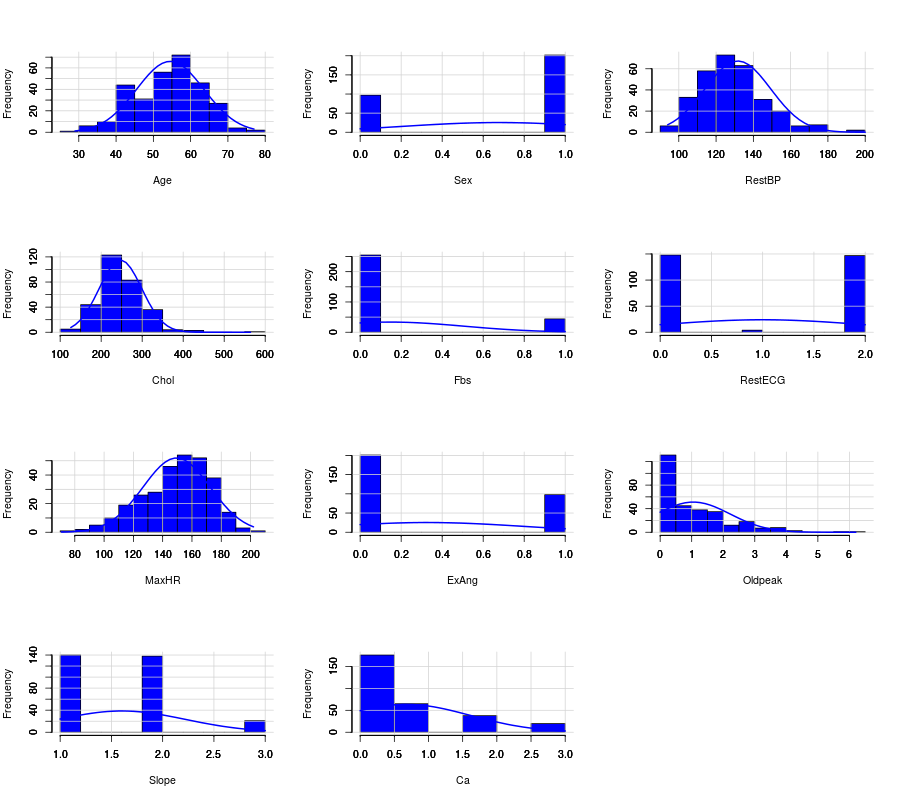 Frequency
0 20 40 60
30 40 50 60 70 80
Age
Frequency
0 50 150
0.0 0.2 0.4 0.6 0.8 1.0
Sex
Frequency
0 20 40 60
100 120 140 160 180 200
RestBP
Frequency
0 40 80 120
100 200 300 400 500 600
Chol
Frequency
0 50 100 200
0.0 0.2 0.4 0.6 0.8 1.0
Fbs
Frequency
0 50 100
0.0 0.5 1.0 1.5 2.0
RestECG
Frequency
0 20 40
80 100 120 140 160 180 200
MaxHR
Frequency
0 50 150
0.0 0.2 0.4 0.6 0.8 1.0
ExAng
Frequency
0 40 80
0 1 2 3 4 5 6
Oldpeak
Frequency
0 40 80 140
1.0 1.5 2.0 2.5 3.0
Slope
Frequency
0 50 150
0.0 0.5 1.0 1.5 2.0 2.5 3.0
Ca